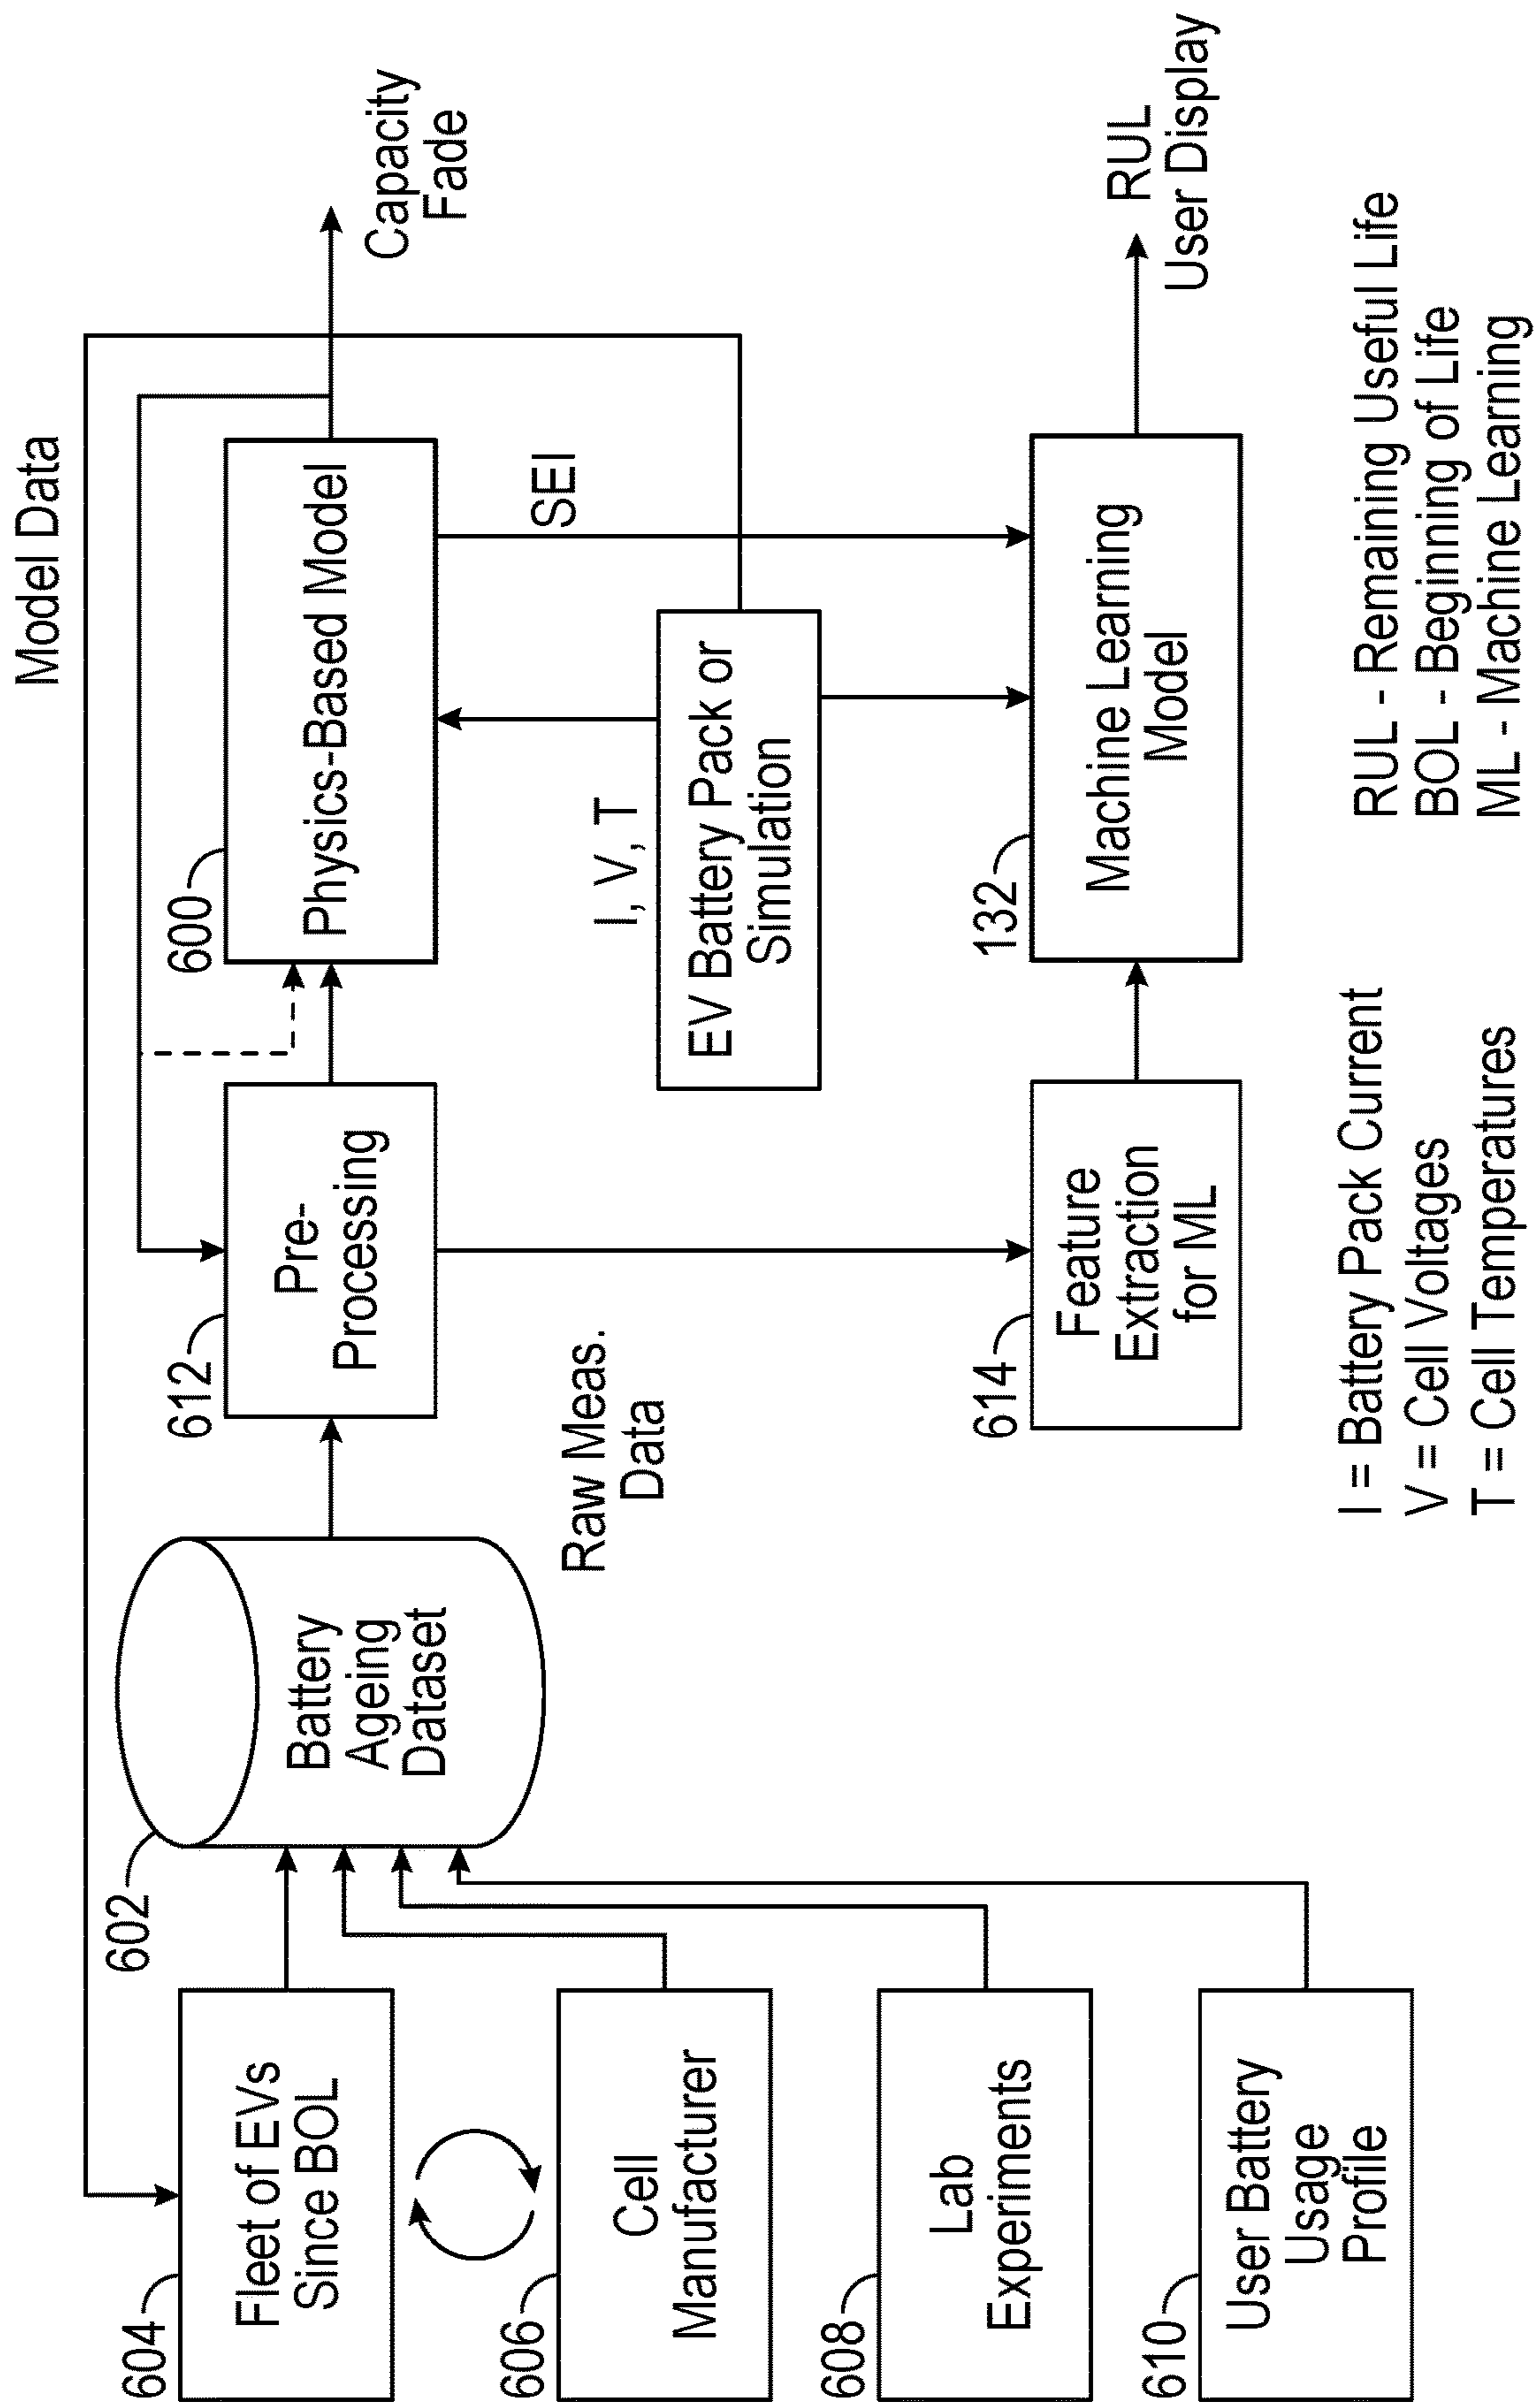 Model Data
604
Fleet of EVs
Since BOL
606
Cell
Manufacturer
608
Lab
Experiments
610
User Battery
Usage
Profile
602
Battery
Ageing
Dataset
Raw Meas.
Data
612
Pre-
Processing
614
Feature
Extraction
for ML
600
Physics-Based Model
I, V, T
EV Battery Pack or
Simulation
SEI
132
Machine Learning
Model
Capacity
Fade
RUL
User Display
I = Battery Pack Current
V = Cell Voltages
T = Cell Temperatures
RUL - Remaining Useful Life
BOL - Beginning of Life
ML - Machine Learning